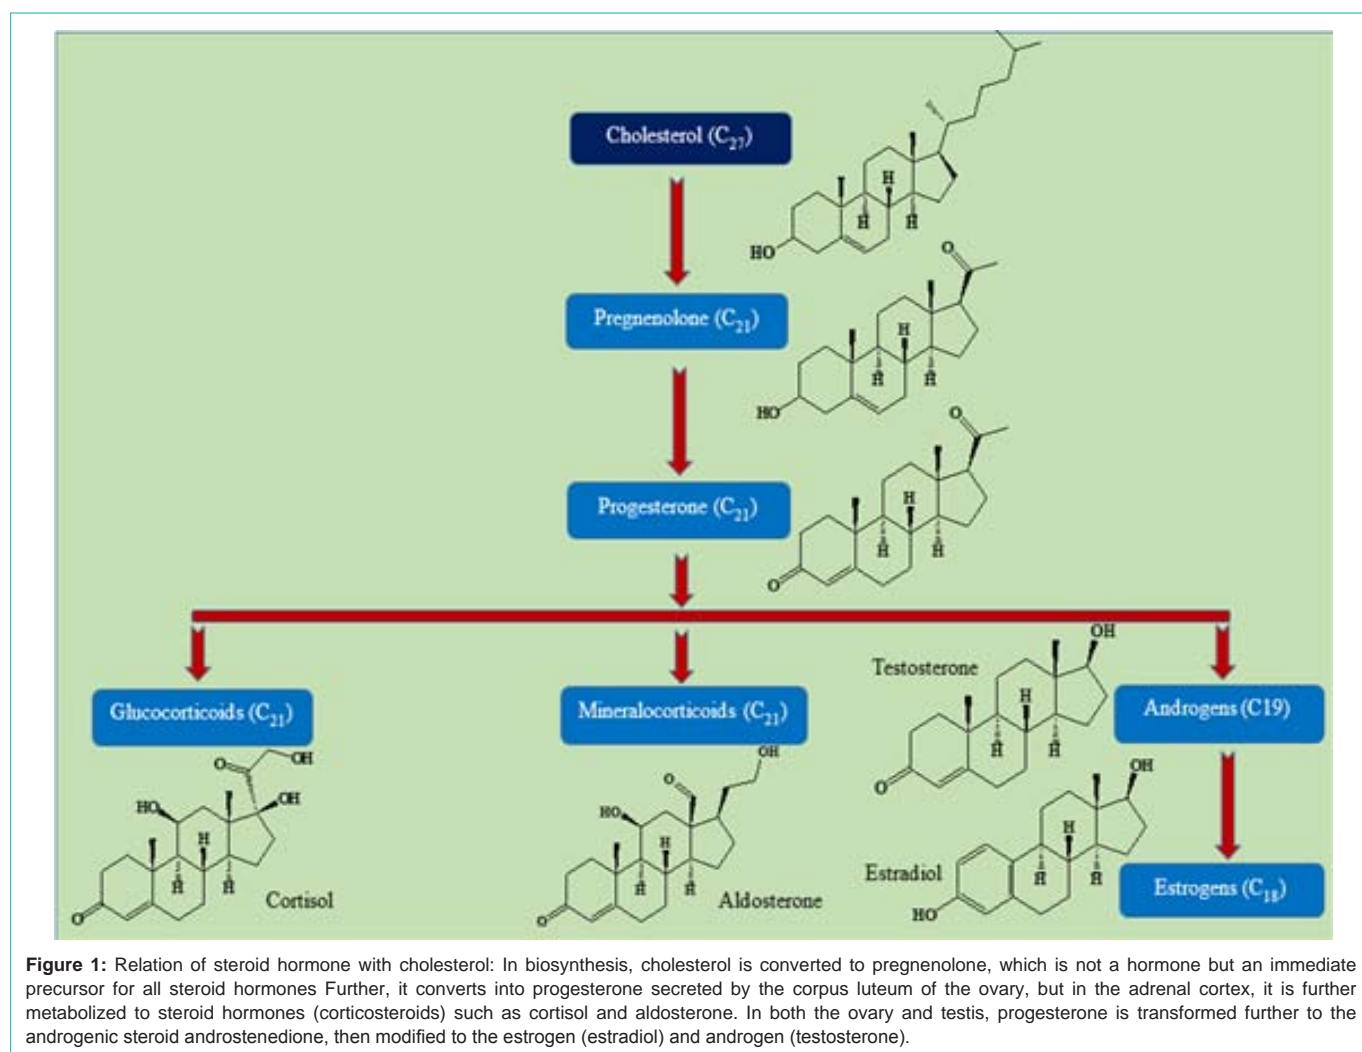 Cholesterol (C27)
H
H
H
HO
O
Pregnenolone (C21)
H
H
H
HO
O
Progesterone (C21)
H
H
H
O
OH
Testosterone
Glucocorticoids (C21)
Mineralocorticoids (C21)
H
Androgens (C19)
H
H
O
O
OH
HO
OH
H
H
H
O
Cortisol
OH
O
HO
H
H
H
O
Aldosterone
OH
H
Estradiol
H
H
HO
Estrogens (C18)
Figure 1: Relation of steroid hormone with cholesterol: In biosynthesis, cholesterol is converted to pregnenolone, which is not a hormone but an immediate
precursor for all steroid hormones Further, it converts into progesterone secreted by the corpus luteum of the ovary, but in the adrenal cortex, it is further
metabolized to steroid hormones (corticosteroids) such as cortisol and aldosterone. In both the ovary and testis, progesterone is transformed further to the
androgenic steroid androstenedione, then modified to the estrogen (estradiol) and androgen (testosterone).